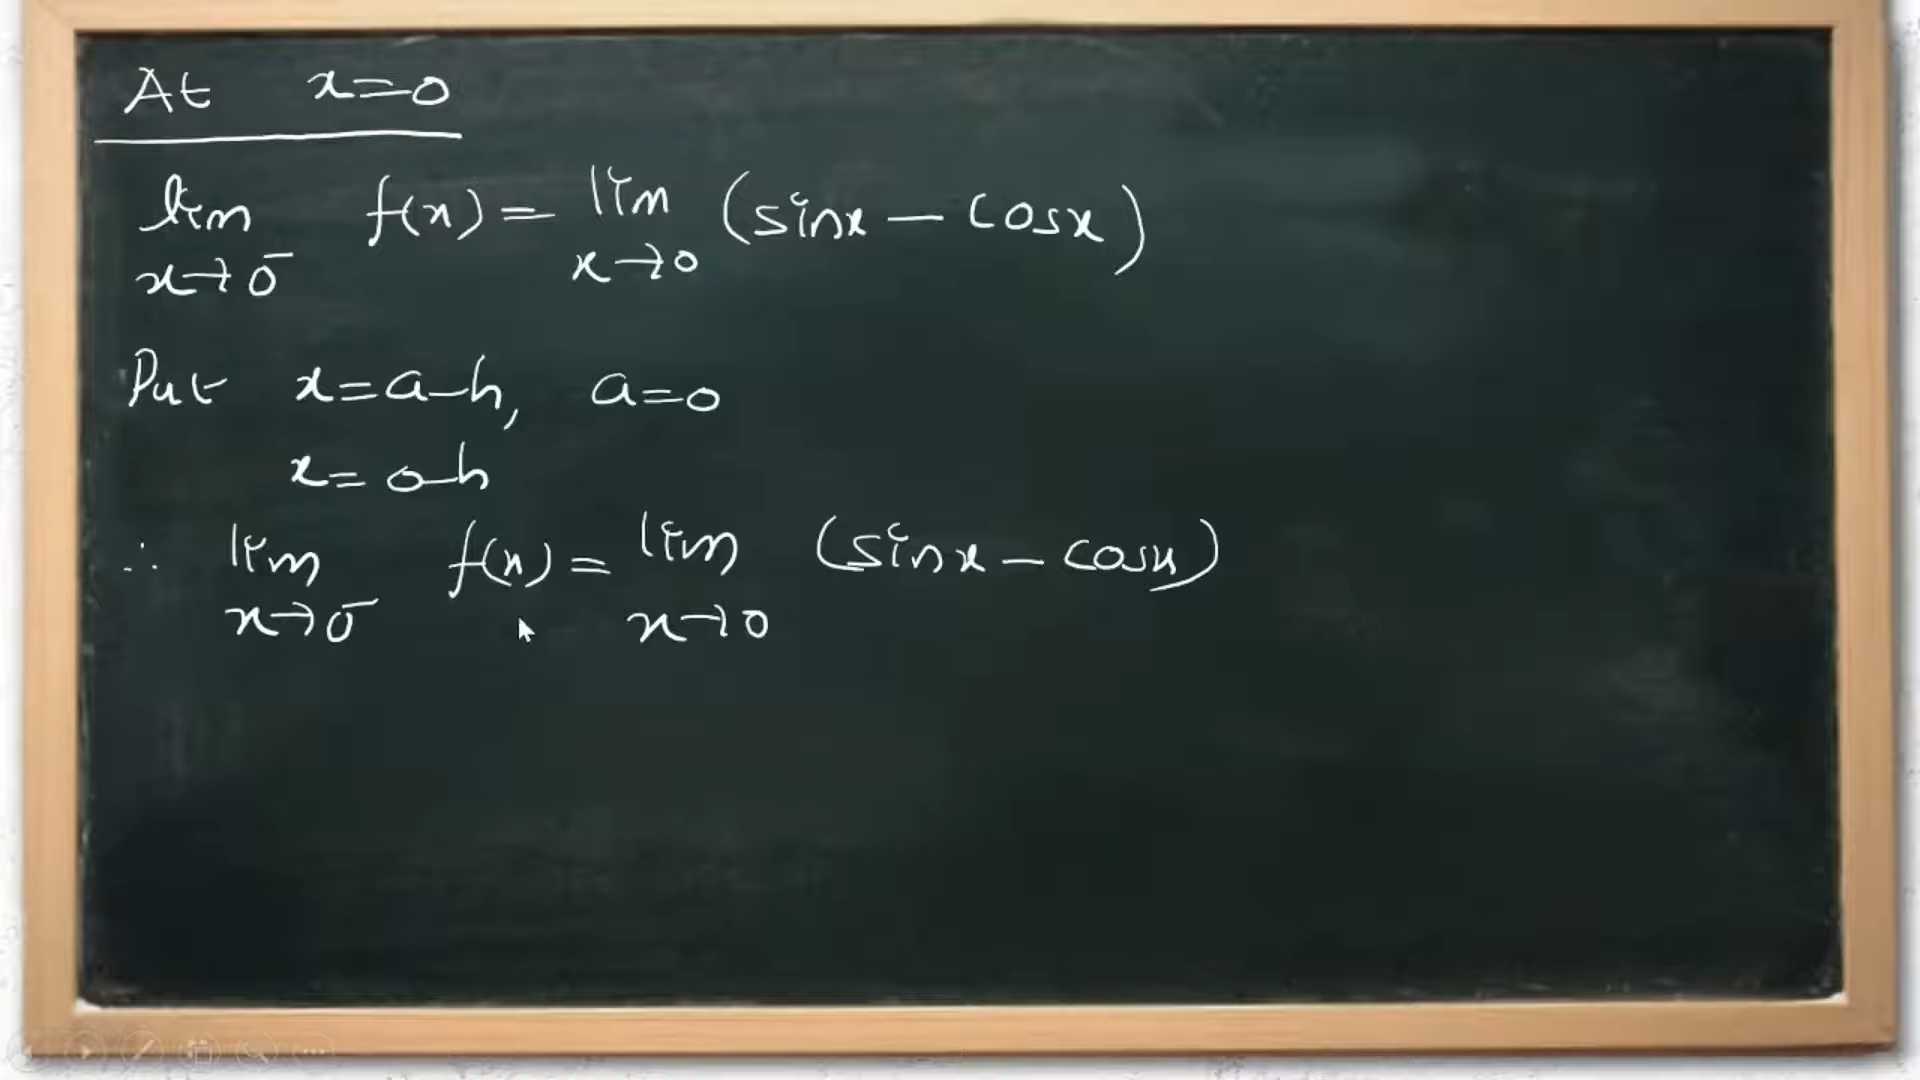 At x=0
lim f(x) = lim (sinx – cosx)
x→0⁻ x→0
Put x=a–h, a=0
x=0–h
∴ lim f(x) = lim (sinx – cosx)
x→0⁻ x→0